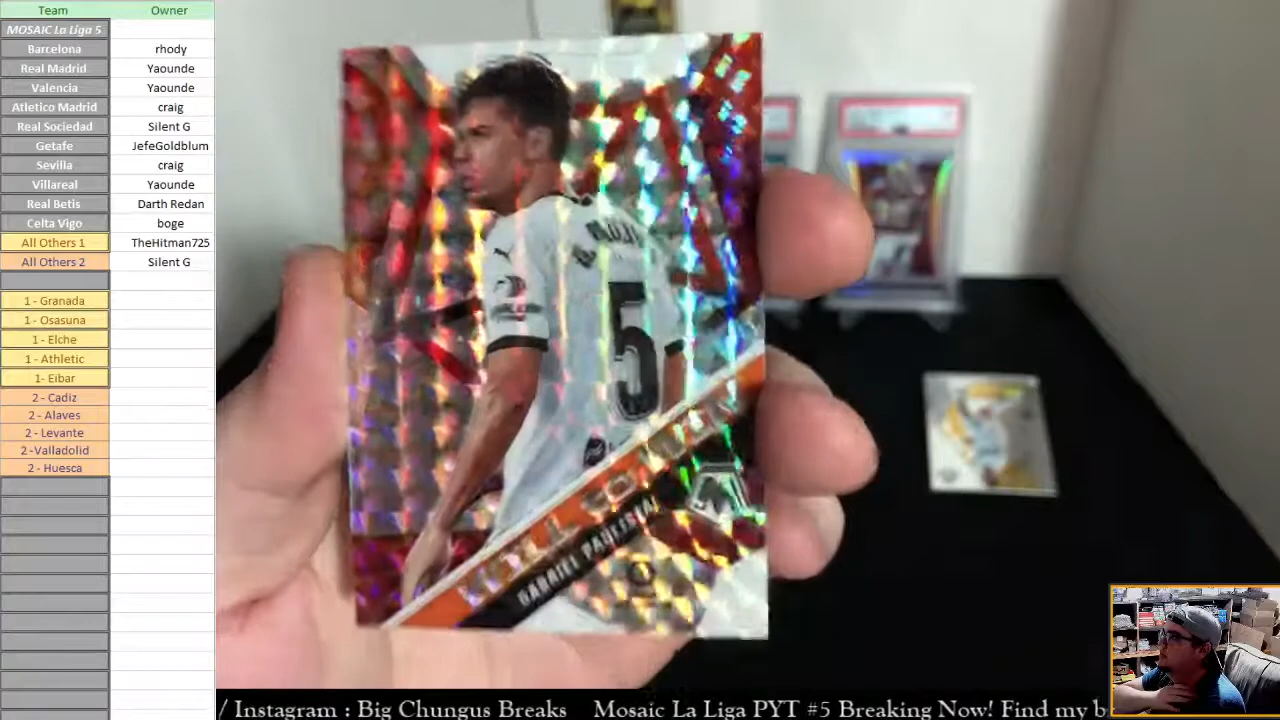 Team Owner
MOSAIC La Liga 5
Barcelona rhody
Real Madrid Yaounde
Valencia Yaounde
Atletico Madrid craig
Real Sociedad Silent G
Getafe JefeGoldblum
Sevilla craig
Villareal Yaounde
Real Betis Darth Redan
Celta Vigo boge
All Others 1 TheHitman725
All Others 2 Silent G
1 - Granada
1 - Osasuna
1 - Elche
1 - Athletic
1- Eibar
2 - Cadiz
2 - Alaves
2 - Levante
2 -Valladolid
2 - Huesca
5
GABRIEL PAULISTA
/ Instagram : Big Chungus Breaks Mosaic La Liga PYT #5 Breaking Now! Find my b